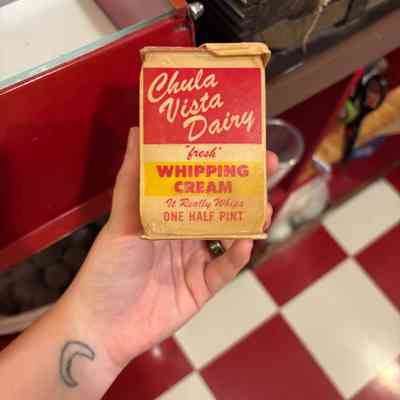 Chula
Vista
Dairy
"fresh"
WHIPPING
CREAM
It Really Whips
ONE HALF PINT